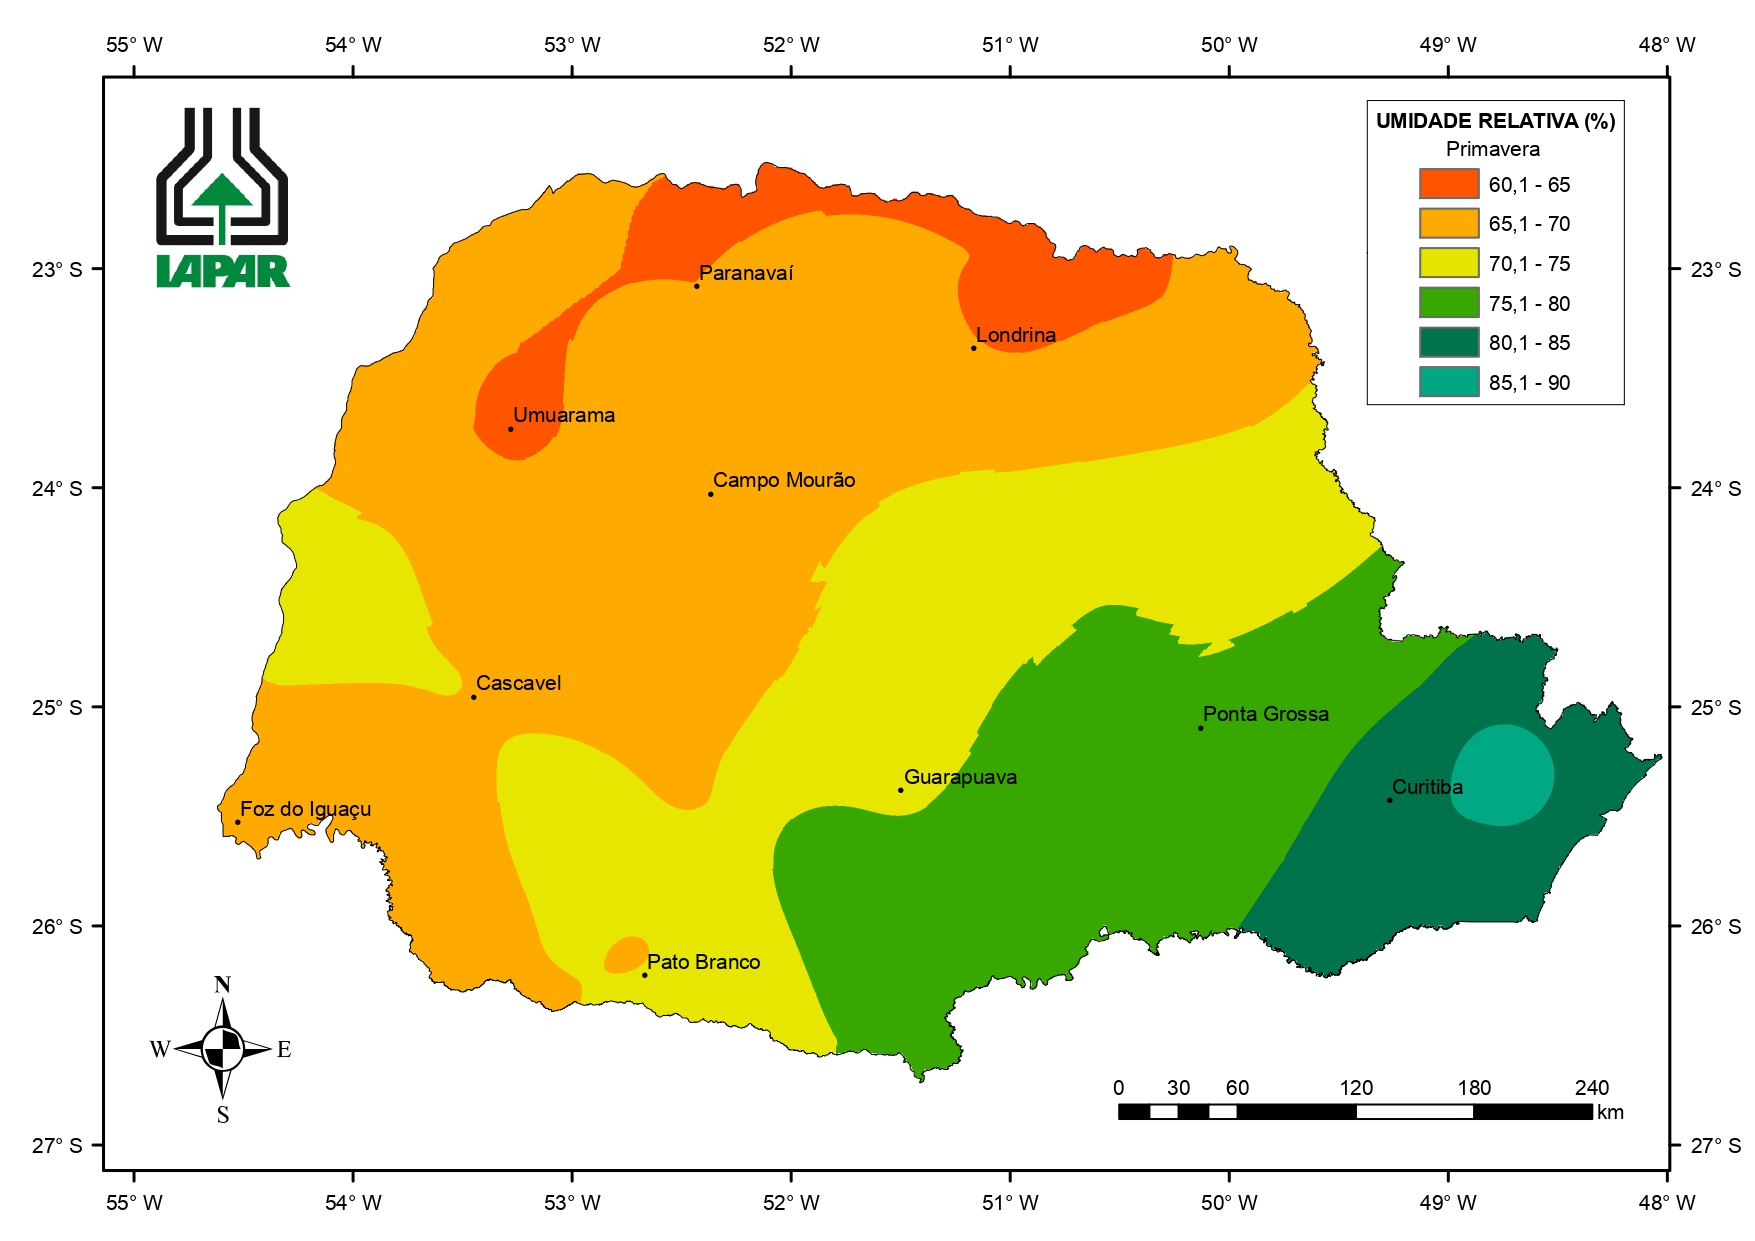 55° W 54° W 53° W 52° W 51° W 50° W 49° W 48° W
IAPAR
UMIDADE RELATIVA (%)
Primavera
60,1 - 65
65,1 - 70
70,1 - 75
75,1 - 80
80,1 - 85
85,1 - 90
23° S 23° S
Paranavaí
Londrina
Umuarama
Campo Mourão
24° S 24° S
Cascavel
25° S 25° S
Ponta Grossa
Guarapuava
Curitiba
Foz do Iguaçu
26° S 26° S
Pato Branco
N
W E
S
0 30 60 120 180 240
km
27° S 27° S
55° W 54° W 53° W 52° W 51° W 50° W 49° W 48° W